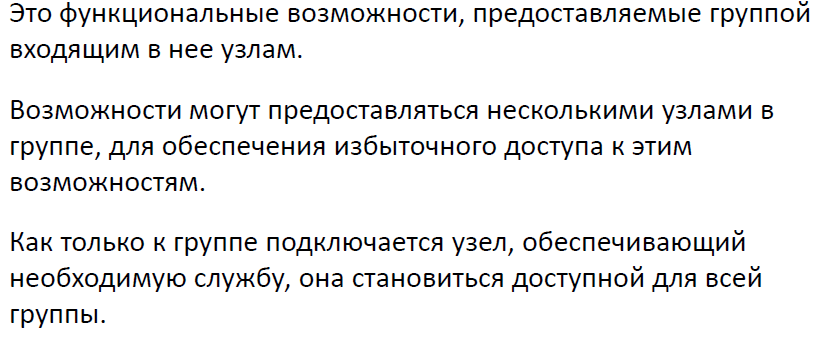 Это функциональные возможности, предоставляемые группой
входящим в нее узлам.
Возможности могут предоставляться несколькими узлами в
группе, для обеспечения избыточного доступа к этим
возможностям.
Как только к группе подключается узел, обеспечивающий
необходимую службу, она становиться доступной для всей
группы.